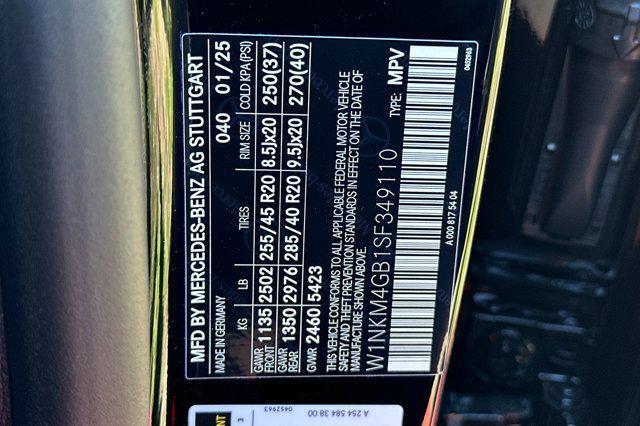 MFD BY MERCEDES-BENZ AG STUTTGART
MADE IN GERMANY 040 01/25
KG LB TIRES RIM SIZE COLD KPA (PSI)
GAWR FRONT 1135 2502 255/45 R20 8.5Jx20 250(37)
GAWR REAR 1350 2976 285/40 R20 9.5Jx20 270(40)
GVWR 2460 5423
THIS VEHICLE CONFORMS TO ALL APPLICABLE FEDERAL MOTOR VEHICLE
SAFETY AND THEFT PREVENTION STANDARDS IN EFFECT ON THE DATE OF
MANUFACTURE SHOWN ABOVE.
W1NKM4GB1SF349110 TYPE: MPV
A 000 817 54 04
0452963
A 254 584 38 00
0452963
3